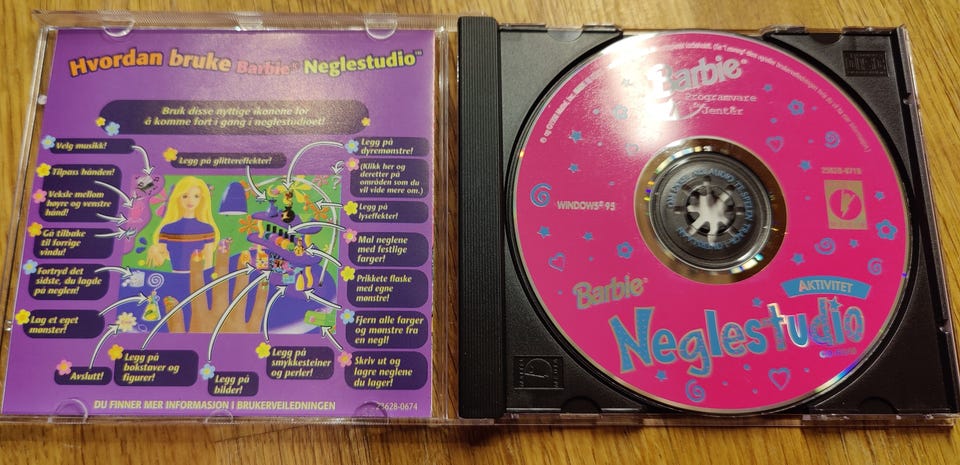 Hvordan bruke Barbie® Neglestudio™
Bruk disse nyttige ikonene for
å komme fort i gang i neglestudioet!
Velg musikk!
Tilpass hånden!
Veksle mellom
høyre og venstre
hånd!
Gå tilbake
til forrige
vindu!
Fortryd det
sidste, du lagde
på neglen!
Lag et eget
mønster!
Avslutt!
Legg på glittereffekter!
Legg på
dyremønstre!
(Klikk her og
deretter på
området som du
vil vide mere om.)
Legg på
lyseffekter!
Mal neglene
med festlige
farger!
Prikkete flaske
med egne
mønstre!
Fjern alle farger
og mønstre fra
en negl!
Skriv ut og
lagre neglene
du lager!
Legg på
bokstaver og
figurer!
Legg på
bilder!
Legg på
smykkesteiner
og perler!
DU FINNER MER INFORMASJON I BRUKERVEILEDNINGEN
23628-0674
Barbie®
Programvare
for
Jenter
WINDOWS® 95
23628-0719
Barbie®
AKTIVITET
Neglestudio